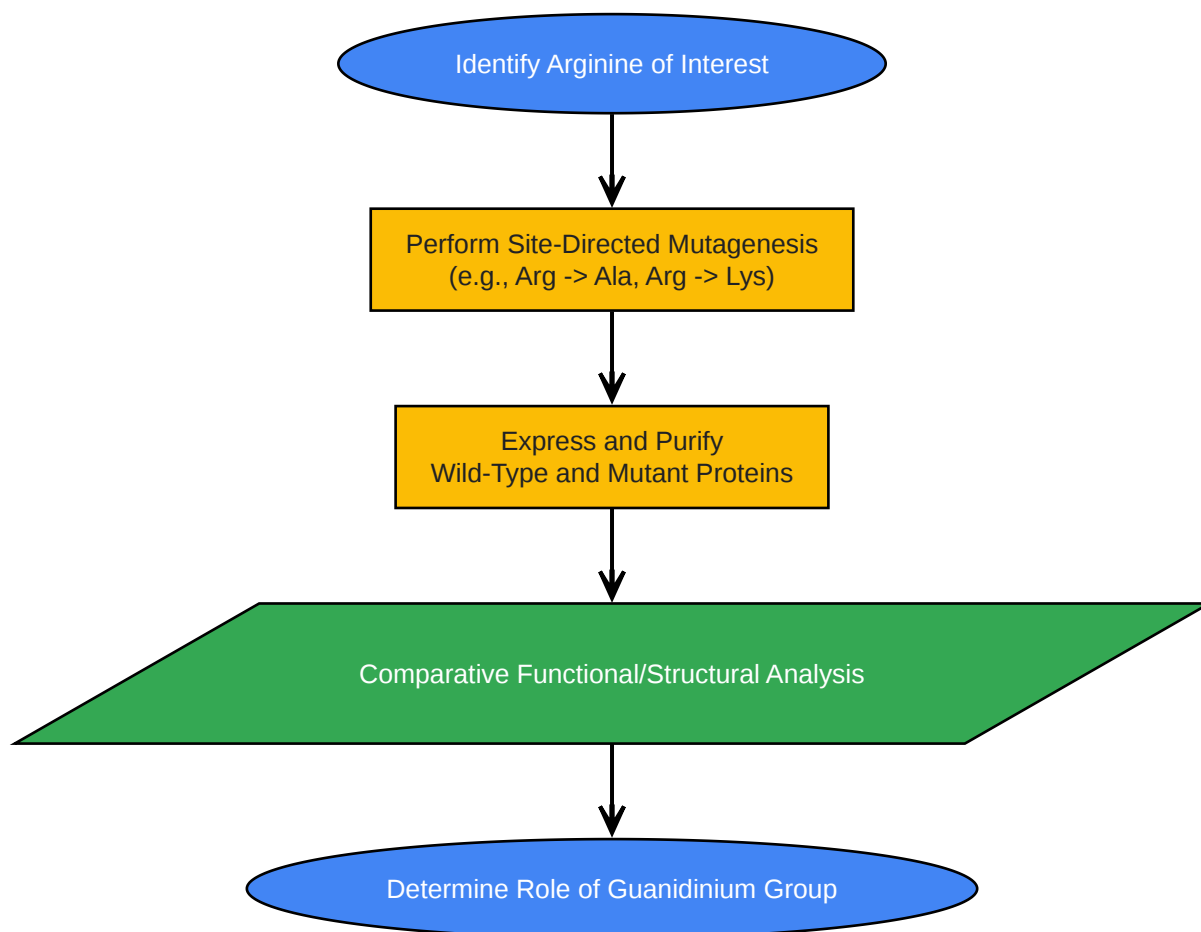 Identify Arginine of Interest
Perform Site-Directed Mutagenesis
(e.g., Arg -> Ala, Arg -> Lys)
Express and Purify
Wild-Type and Mutant Proteins
Comparative Functional/Structural Analysis
Determine Role of Guanidinium Group